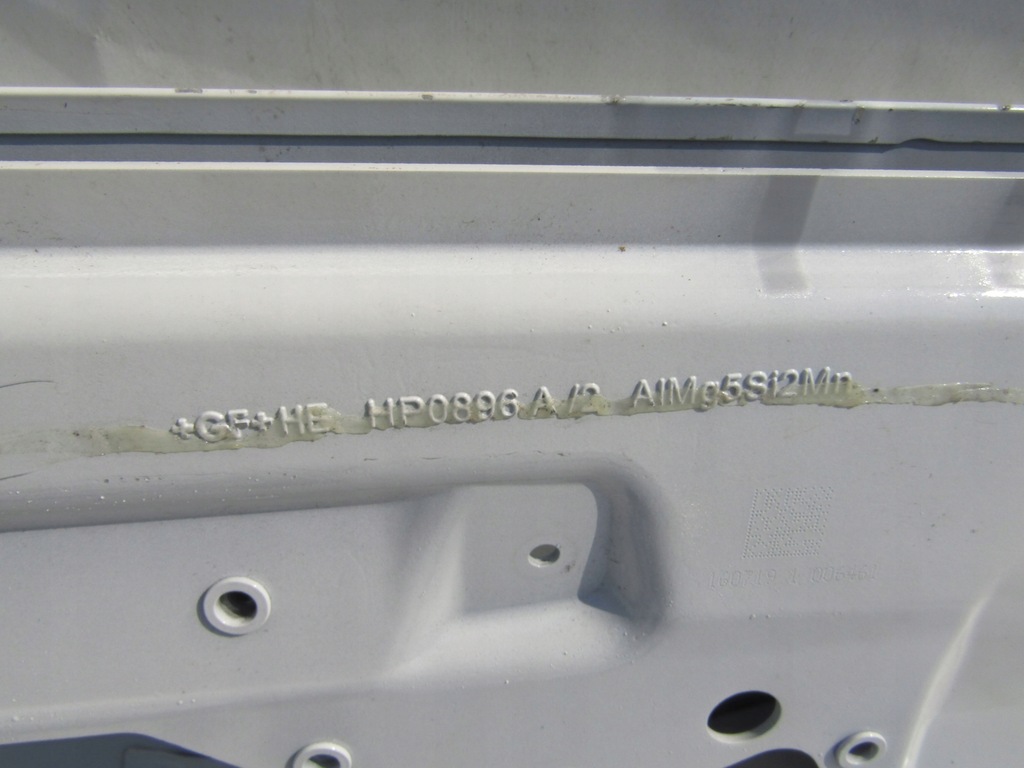 +GF+HE HP0896 A /2 AlMg5Si2Mn